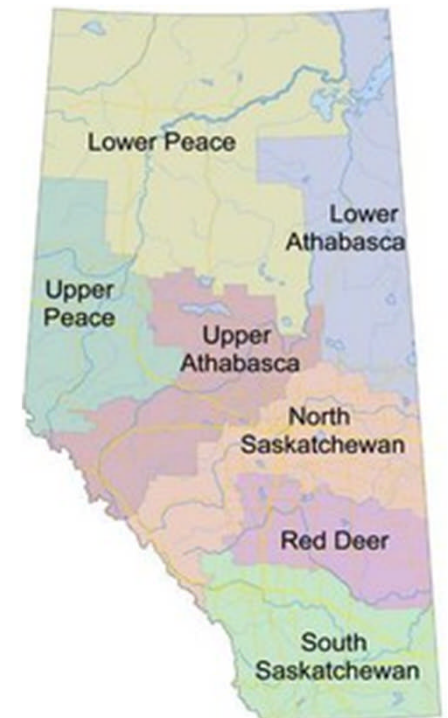 Lower Peace
Lower
Athabasca
Upper
Peace
Upper
Athabasca
North
Saskatchewan
Red Deer
South
Saskatchewan